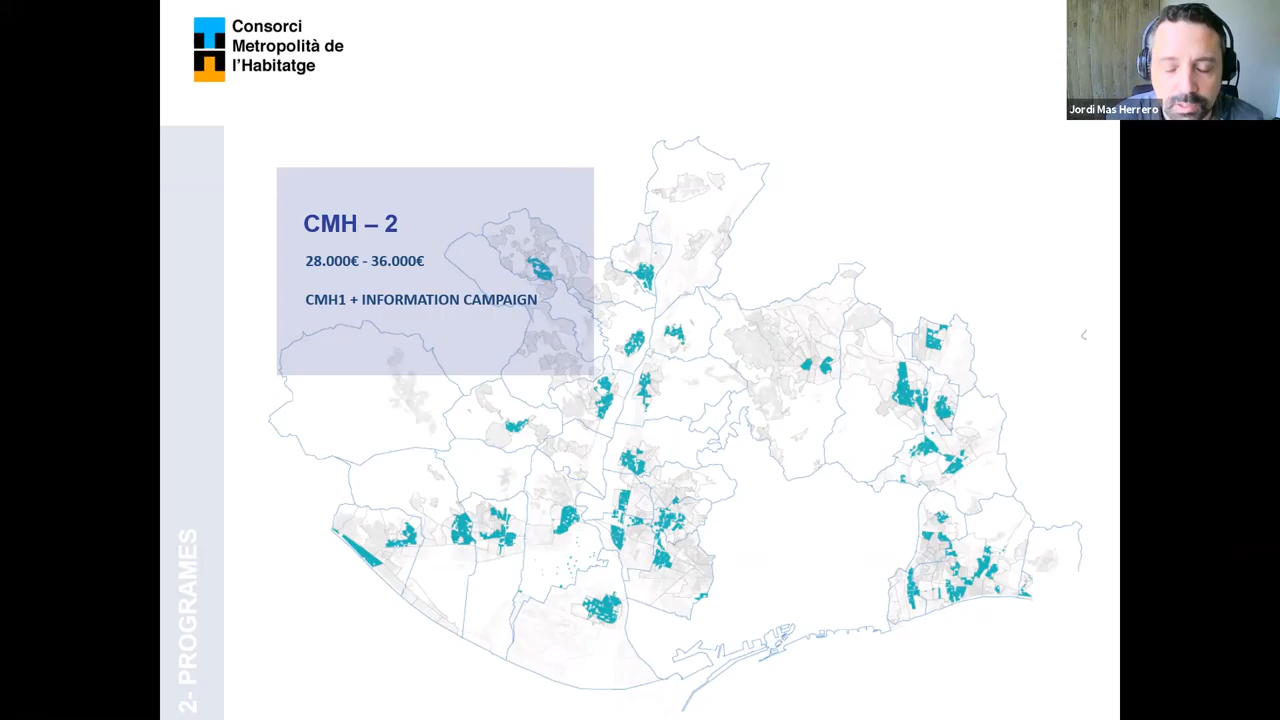 Consorci
Metropolità de
l'Habitatge
Jordi Mas Herrero
CMH – 2
28.000€ - 36.000€
CMH1 + INFORMATION CAMPAIGN
2- PROGRAMES